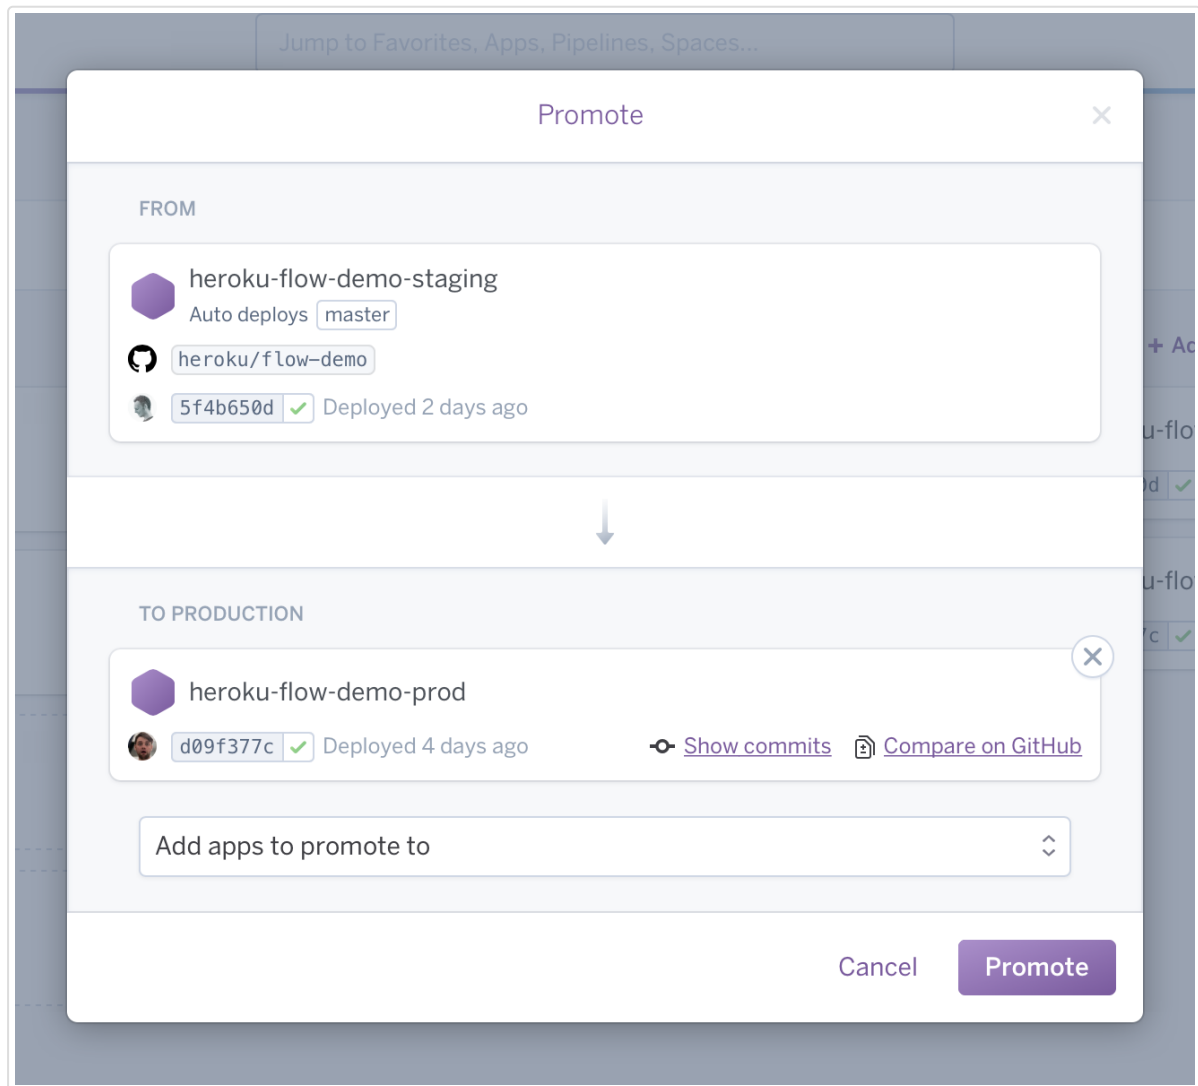 Jump to Favorites, Apps, Pipelines, Spaces...
Promote
FROM
heroku-flow-demo-staging
Auto deploys master
heroku/flow-demo
5f4b650d Deployed 2 days ago
+
TO PRODUCTION
heroku-flow-demo-prod
d09f377c Deployed 4 days ago Show commits Compare on GitHub
Add apps to promote to
Cancel Promote